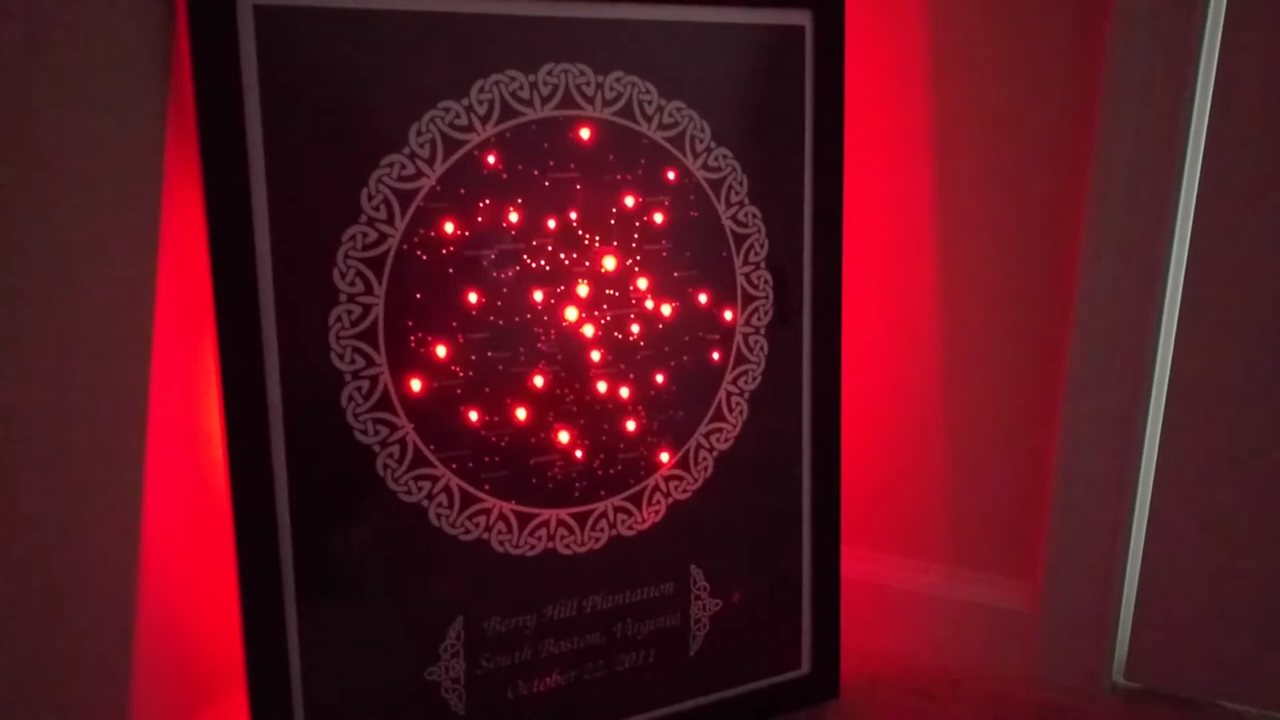 Berry Hill Plantation
South Boston, Virginia
October 22, 2011